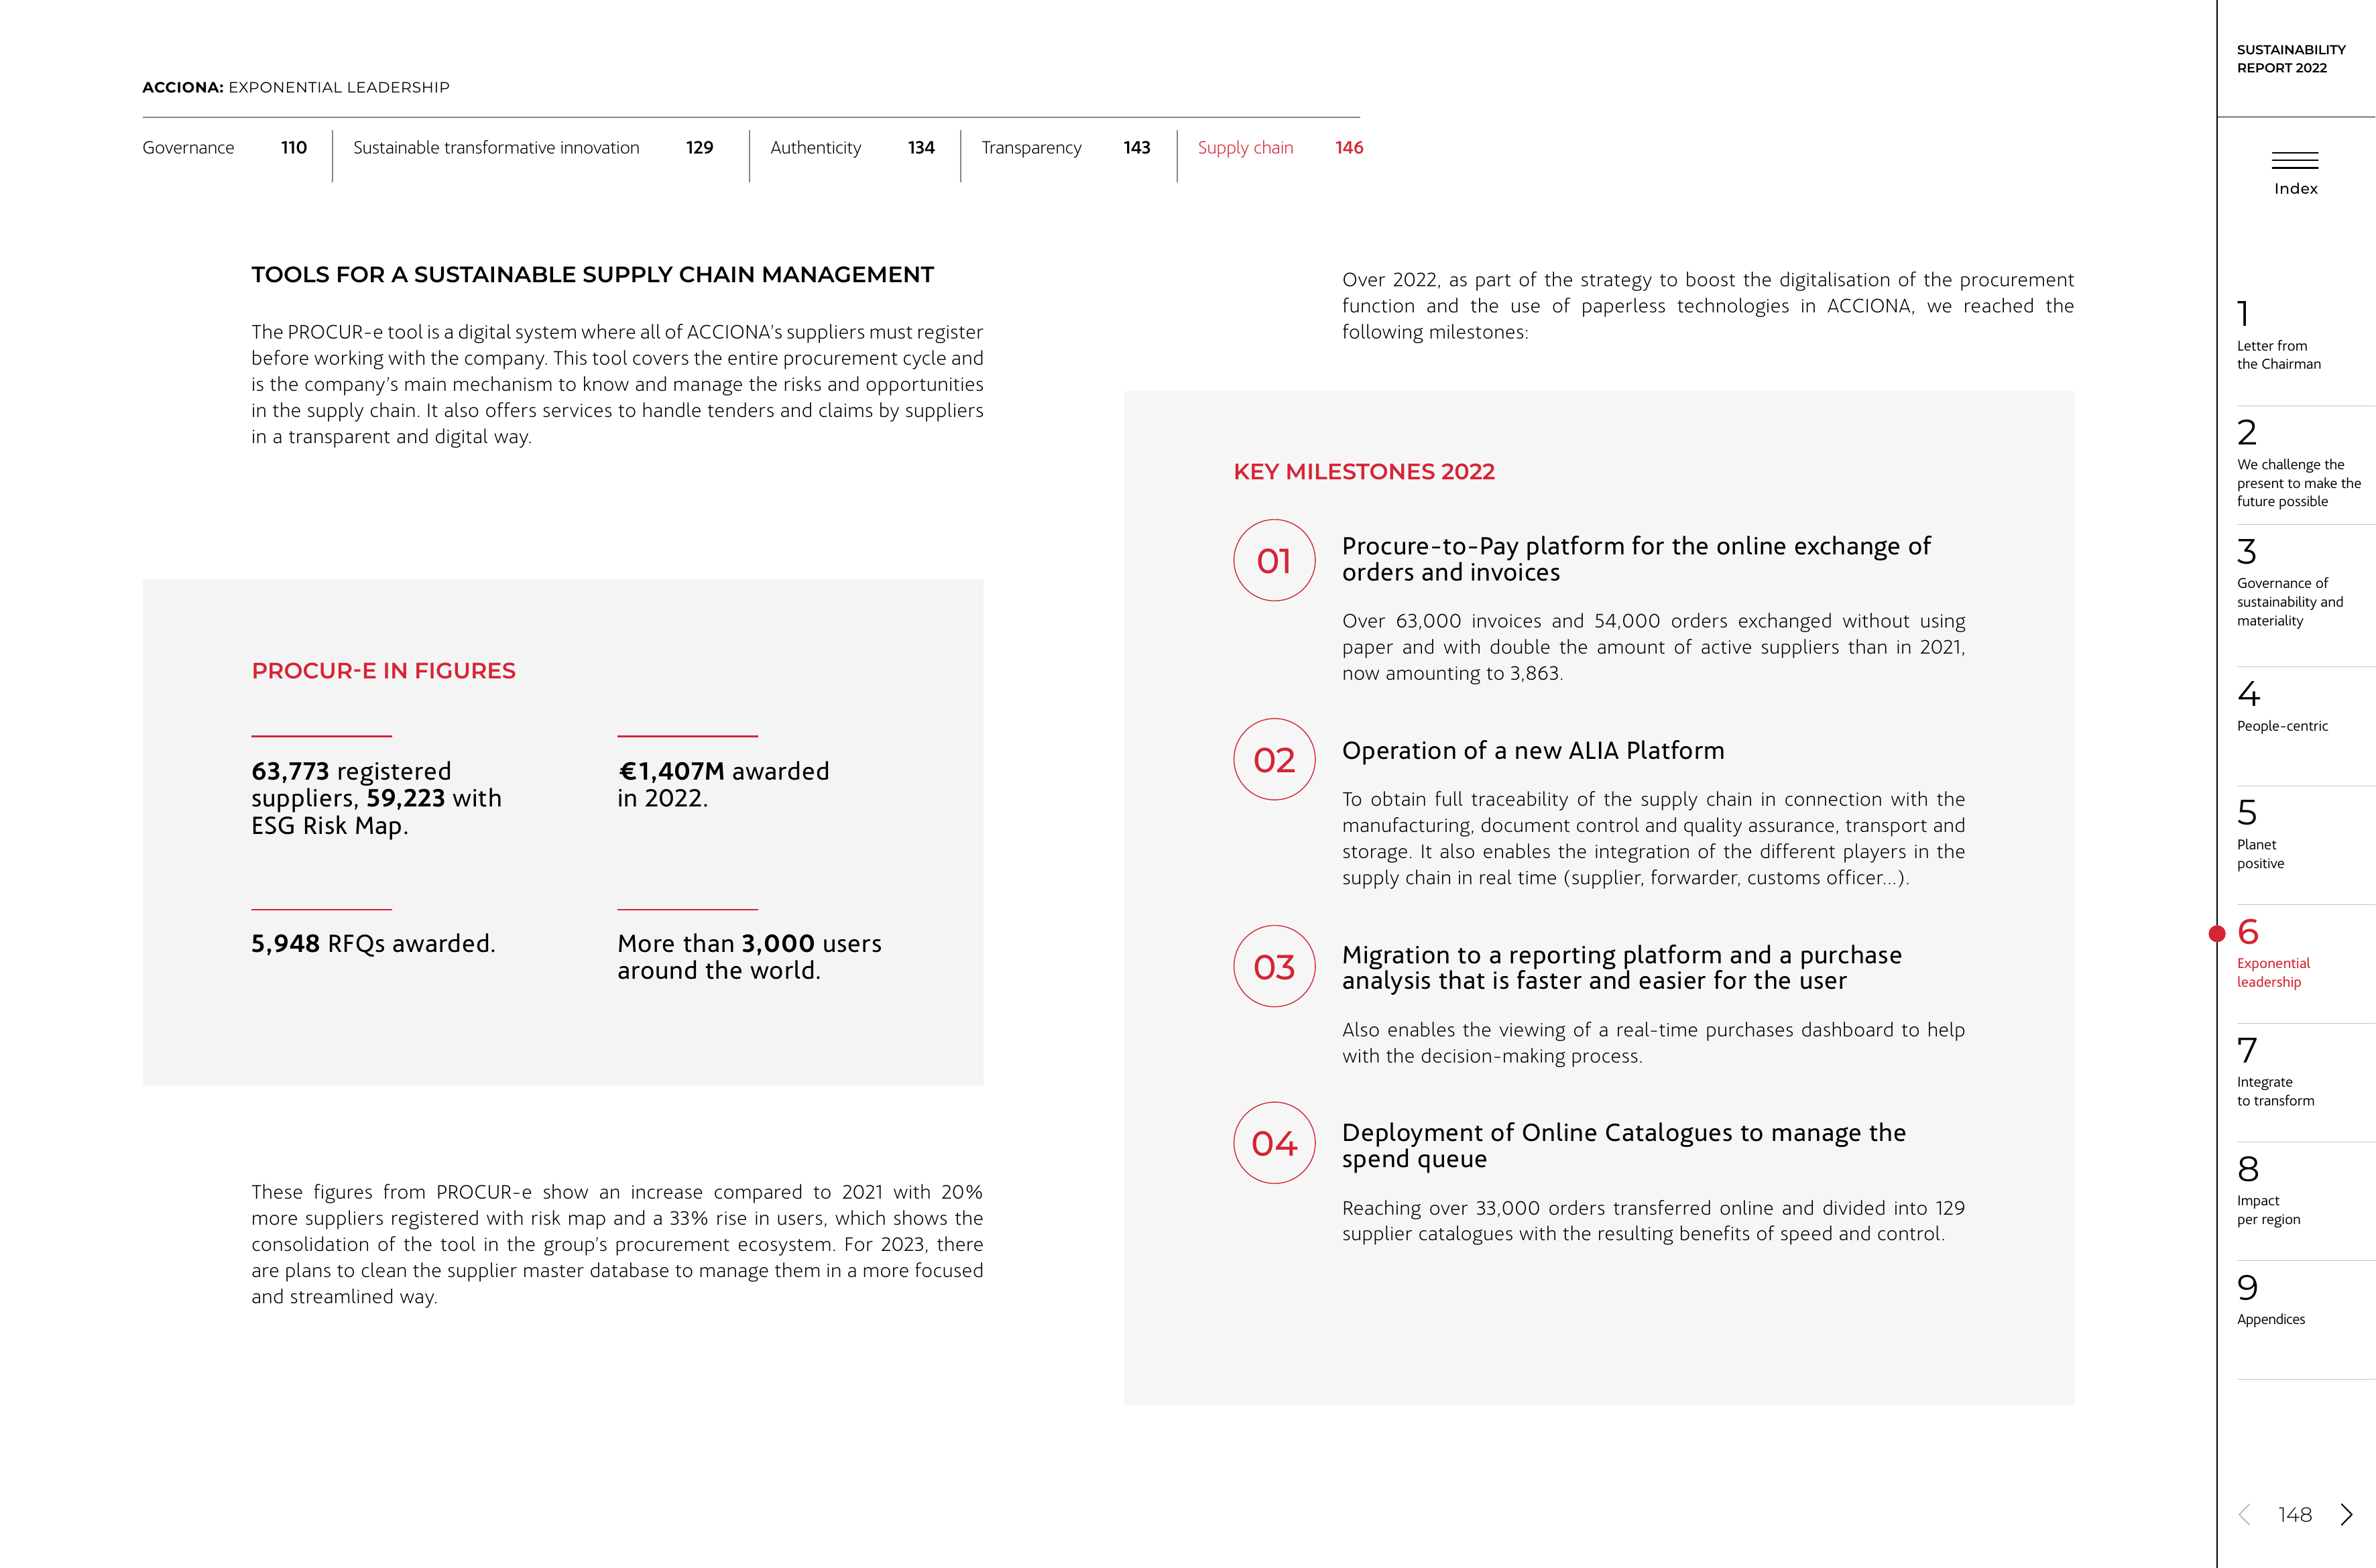 ACCIONA: EXPONENTIAL LEADERSHIP
Governance 110
Sustainable transformative innovation 129
Authenticity 134
Transparency 143
Supply chain 146
TOOLS FOR A SUSTAINABLE SUPPLY CHAIN MANAGEMENT
The PROCUR-e tool is a digital system where all of ACCIONA's suppliers must register
before working with the company. This tool covers the entire procurement cycle and
is the company's main mechanism to know and manage the risks and opportunities
in the supply chain. It also offers services to handle tenders and claims by suppliers
in a transparent and digital way.
PROCUR-E IN FIGURES
63,773 registered
suppliers, 59,223 with
ESG Risk Map.
€1,407M awarded
in 2022.
5,948 RFQs awarded.
More than 3,000 users
around the world.
These figures from PROCUR-e show an increase compared to 2021 with 20%
more suppliers registered with risk map and a 33% rise in users, which shows the
consolidation of the tool in the group's procurement ecosystem. For 2023, there
are plans to clean the supplier master database to manage them in a more focused
and streamlined way.
Over 2022, as part of the strategy to boost the digitalisation of the procurement
function and the use of paperless technologies in ACCIONA, we reached the
following milestones:
KEY MILESTONES 2022
01
Procure-to-Pay platform for the online exchange of
orders and invoices
Over 63,000 invoices and 54,000 orders exchanged without using
paper and with double the amount of active suppliers than in 2021,
now amounting to 3,863.
02
Operation of a new ALIA Platform
To obtain full traceability of the supply chain in connection with the
manufacturing, document control and quality assurance, transport and
storage. It also enables the integration of the different players in the
supply chain in real time (supplier, forwarder, customs officer...).
03
Migration to a reporting platform and a purchase
analysis that is faster and easier for the user
Also enables the viewing of a real-time purchases dashboard to help
with the decision-making process.
04
Deployment of Online Catalogues to manage the
spend queue
Reaching over 33,000 orders transferred online and divided into 129
supplier catalogues with the resulting benefits of speed and control.
SUSTAINABILITY
REPORT 2022
Index
1
Letter from
the Chairman
2
We challenge the
present to make the
future possible
3
Governance of
sustainability and
materiality
4
People-centric
5
Planet
positive
6
Exponential
leadership
7
Integrate
to transform
8
Impact
per region
9
Appendices
148